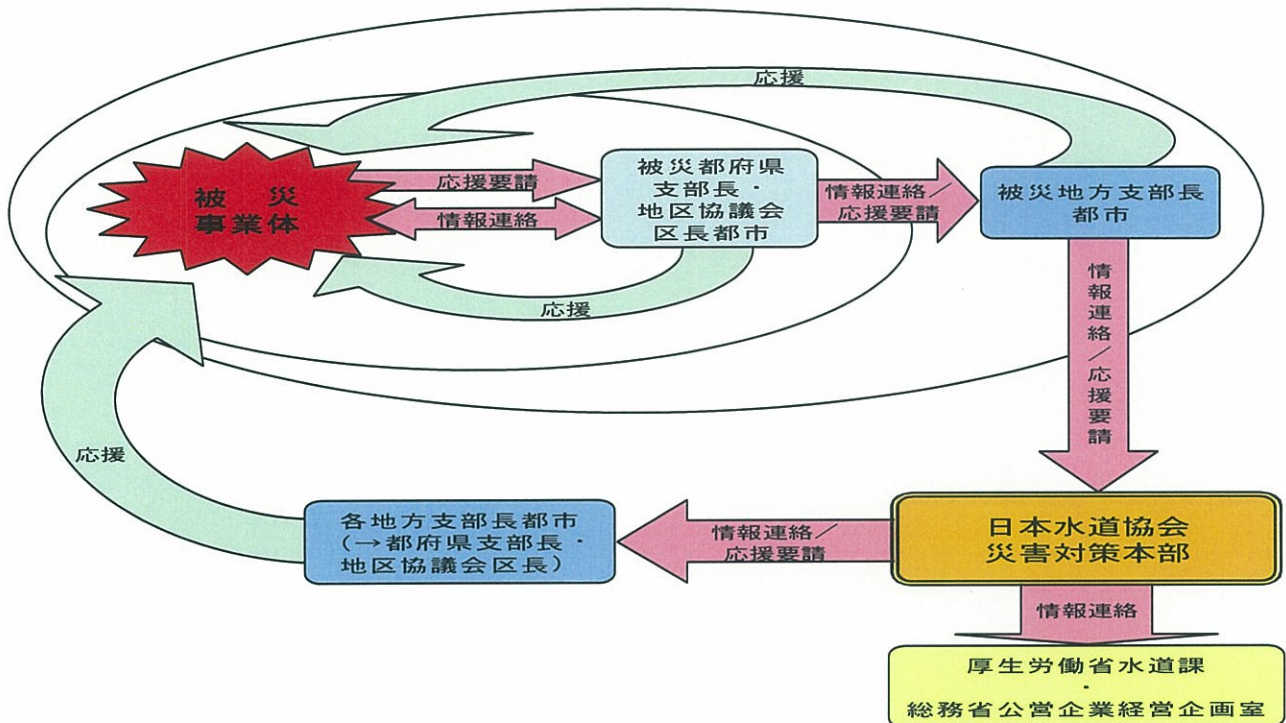 応援
被災
事業体
応援要請
情報連絡
被災都府県
支部長・
地区協議会
区長都市
情報連絡／
応援要請
被災地方支部長
都市
応援
情報連絡／応援要請
応援
各地方支部長都市
(→都府県支部長・
地区協議会区長)
情報連絡／
応援要請
日本水道協会
災害対策本部
情報連絡
厚生労働省水道課
・
総務省公営企業経営企画室